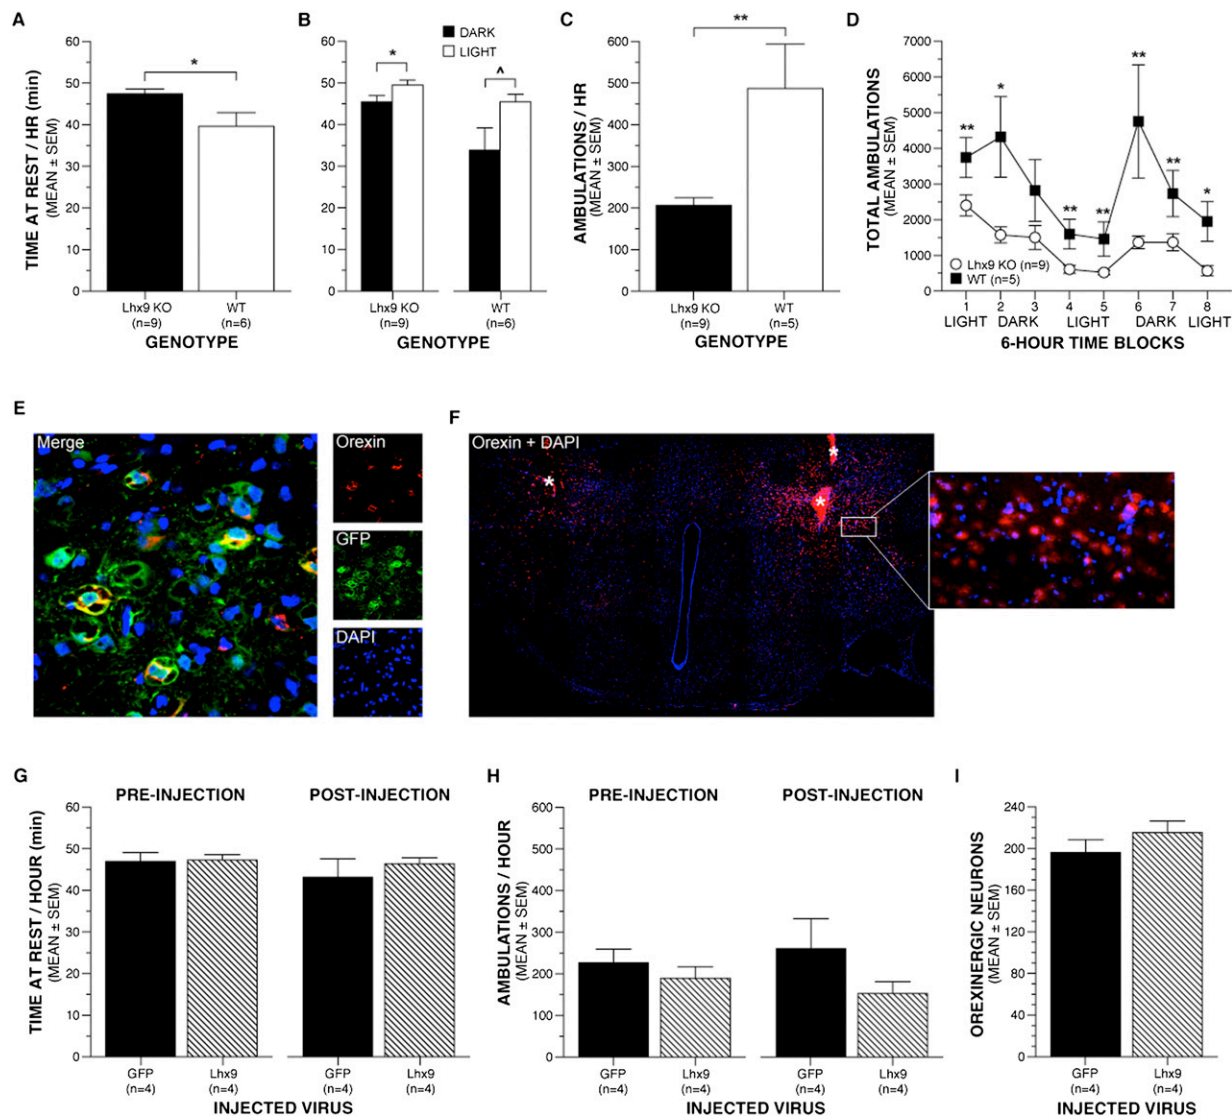 A
TIME AT REST / HR (min)
(MEAN ± SEM)
60
50
40
30
20
10
0
*
Lhx9 KO
(n=9)
WT
(n=6)
GENOTYPE
B
DARK
LIGHT
60
50
40
30
20
10
0
*
^
Lhx9 KO
(n=9)
WT
(n=6)
GENOTYPE
C
AMBULATIONS / HR
(MEAN ± SEM)
600
500
400
300
200
100
0
**
Lhx9 KO
(n=9)
WT
(n=5)
GENOTYPE
D
TOTAL AMBULATIONS
(MEAN ± SEM)
7000
6000
5000
4000
3000
2000
1000
0
**
*
**
**
**
**
*
Lhx9 KO (n=9)
WT (n=5)
1 2 3 4 5 6 7 8
LIGHT DARK LIGHT DARK LIGHT
6-HOUR TIME BLOCKS
E
Merge
Orexin
GFP
DAPI
F
Orexin + DAPI
*
*
*
G
PRE-INJECTION
POST-INJECTION
TIME AT REST / HOUR (min)
(MEAN ± SEM)
60
50
40
30
20
10
0
GFP
(n=4)
Lhx9
(n=4)
GFP
(n=4)
Lhx9
(n=4)
INJECTED VIRUS
H
PRE-INJECTION
POST-INJECTION
AMBULATIONS / HOUR
(MEAN ± SEM)
600
500
400
300
200
100
0
GFP
(n=4)
Lhx9
(n=4)
GFP
(n=4)
Lhx9
(n=4)
INJECTED VIRUS
I
OREXINERGIC NEURONS
(MEAN ± SEM)
240
200
160
120
80
40
0
GFP
(n=4)
Lhx9
(n=4)
INJECTED VIRUS